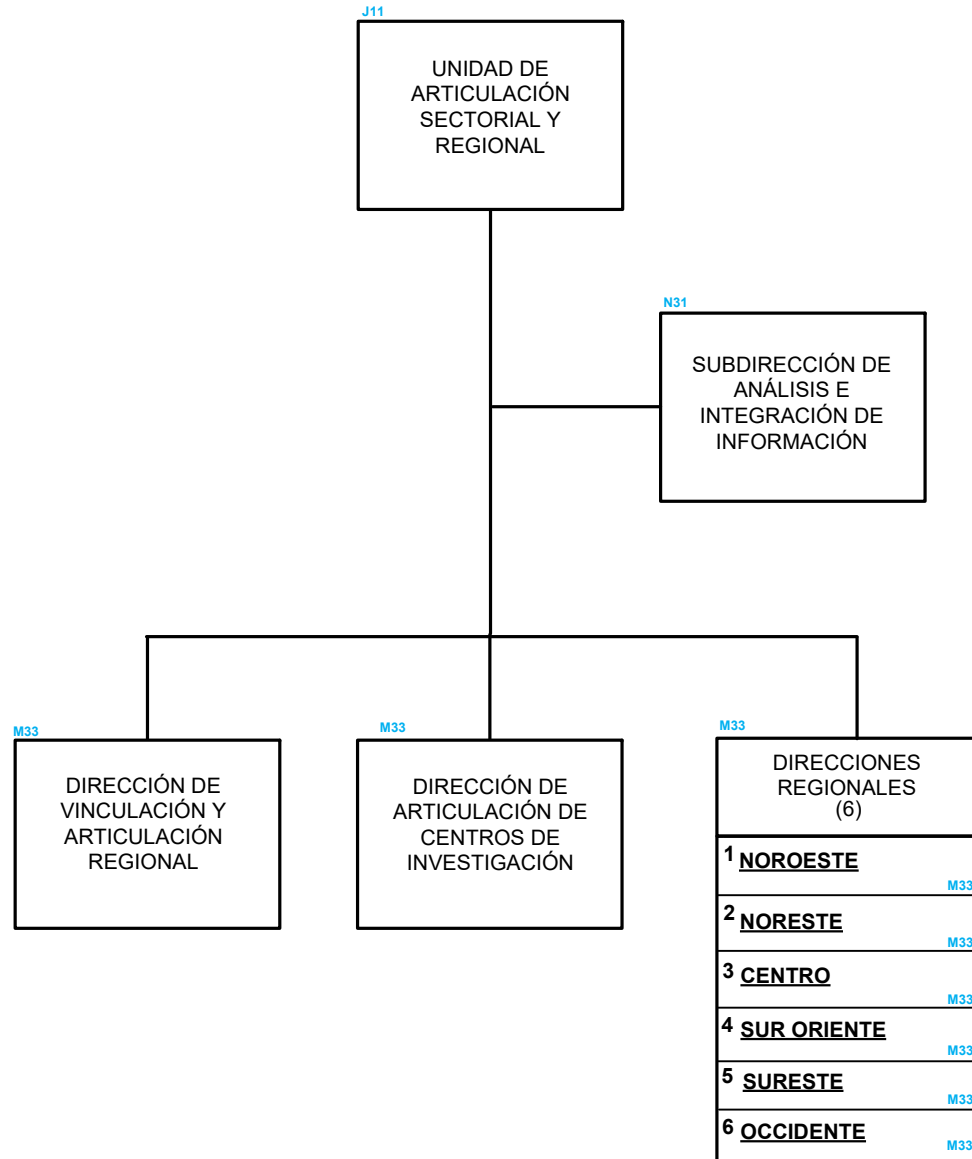 J11
UNIDAD DE
ARTICULACIÓN
SECTORIAL Y
REGIONAL
N31
SUBDIRECCIÓN DE
ANÁLISIS E
INTEGRACIÓN DE
INFORMACIÓN
M33
DIRECCIÓN DE
VINCULACIÓN Y
ARTICULACIÓN
REGIONAL
M33
DIRECCIÓN DE
ARTICULACIÓN DE
CENTROS DE
INVESTIGACIÓN
M33
DIRECCIONES
REGIONALES
(6)
1 NOROESTE
M33
2 NORESTE
M33
3 CENTRO
M33
4 SUR ORIENTE
M33
5 SURESTE
M33
6 OCCIDENTE
M33